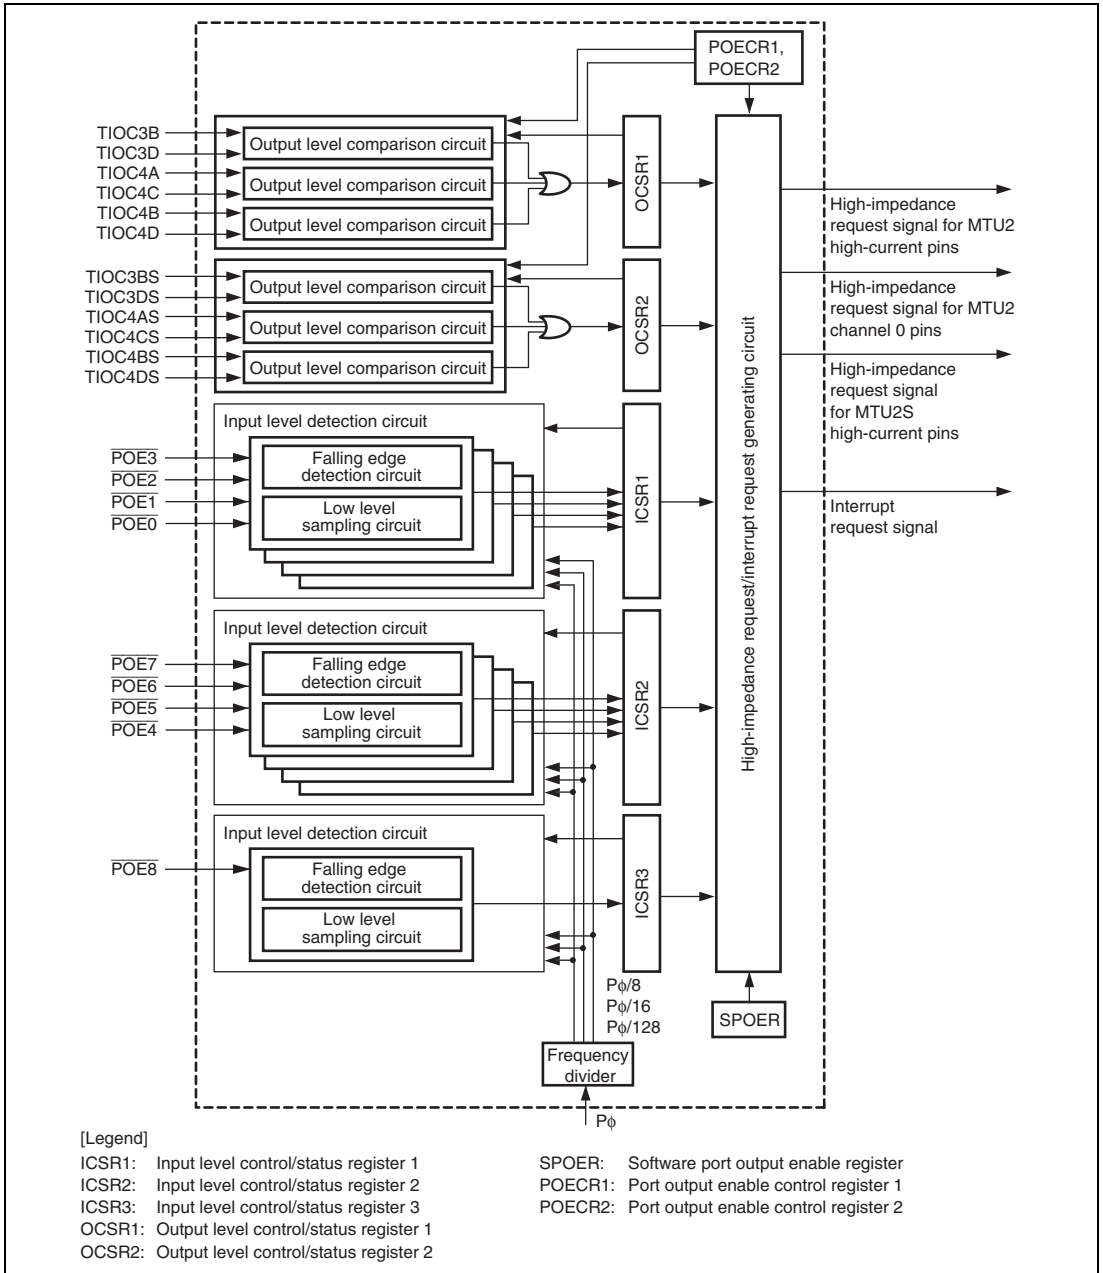 POECR1,
POECR2
TIOC3B
TIOC3D
TIOC4A
TIOC4C
TIOC4B
TIOC4D
Output level comparison circuit
Output level comparison circuit
Output level comparison circuit
OCSR1
TIOC3BS
TIOC3DS
TIOC4AS
TIOC4CS
TIOC4BS
TIOC4DS
Output level comparison circuit
Output level comparison circuit
Output level comparison circuit
OCSR2
Input level detection circuit
POE3
POE2
POE1
POE0
Falling edge
detection circuit
Low level
sampling circuit
ICSR1
Input level detection circuit
POE7
POE6
POE5
POE4
Falling edge
detection circuit
Low level
sampling circuit
ICSR2
Input level detection circuit
POE8
Falling edge
detection circuit
Low level
sampling circuit
ICSR3
High-impedance request/interrupt request generating circuit
High-impedance
request signal for MTU2
high-current pins
High-impedance
request signal for MTU2
channel 0 pins
High-impedance
request signal
for MTU2S
high-current pins
Interrupt
request signal
Pφ/8
Pφ/16
Pφ/128
SPOER
Frequency
divider
Pφ
[Legend]
ICSR1: Input level control/status register 1
ICSR2: Input level control/status register 2
ICSR3: Input level control/status register 3
OCSR1: Output level control/status register 1
OCSR2: Output level control/status register 2
SPOER: Software port output enable register
POECR1: Port output enable control register 1
POECR2: Port output enable control register 2